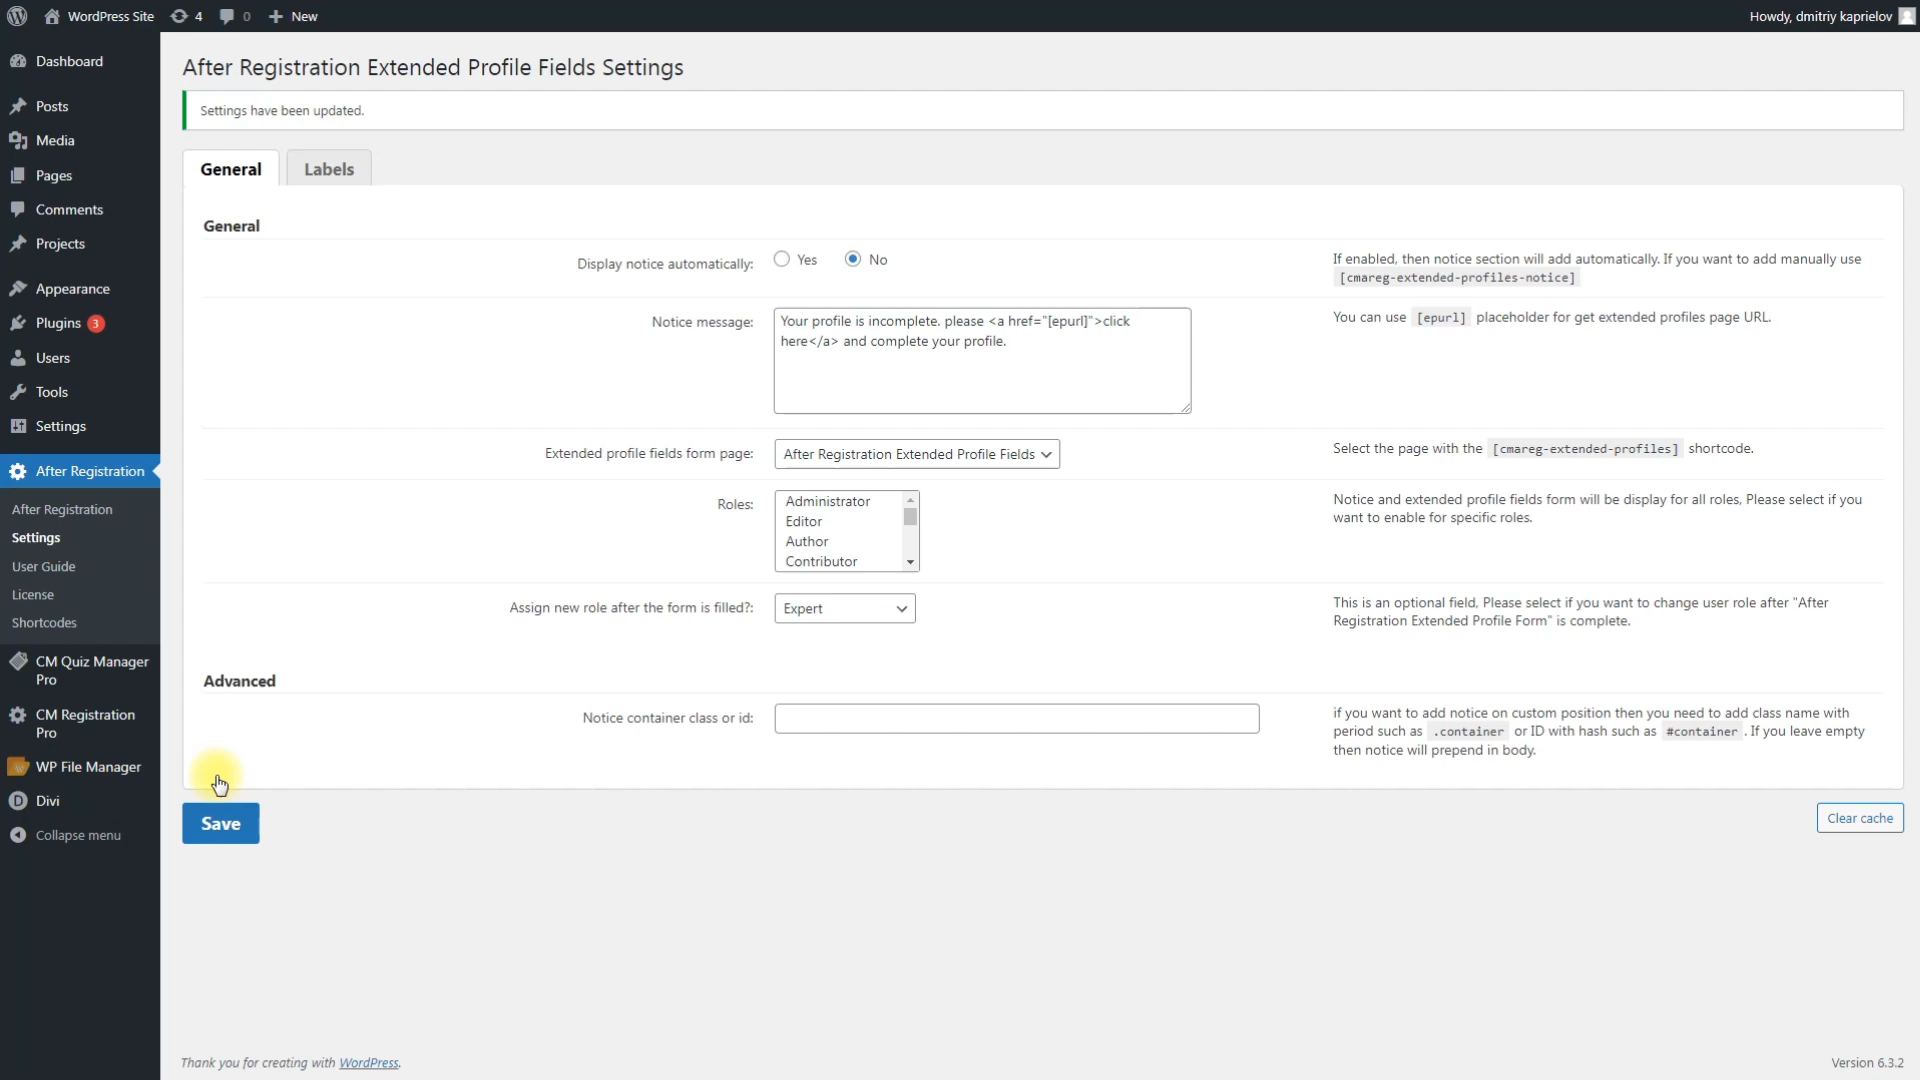 WordPress Site 4 0 New Howdy, dmitriy kaprielov
Dashboard
Posts
Media
Pages
Comments
Projects
Appearance
Plugins 3
Users
Tools
Settings
After Registration
After Registration
Settings
User Guide
License
Shortcodes
CM Quiz Manager
Pro
CM Registration
Pro
WP File Manager
Divi
Collapse menu
After Registration Extended Profile Fields Settings
Settings have been updated.
General Labels
General
Display notice automatically: Yes No
If enabled, then notice section will add automatically. If you want to add manually use
[cmareg-extended-profiles-notice]
Notice message:
Your profile is incomplete. please <a href="[epurl]">click
here</a> and complete your profile.
You can use [epurl] placeholder for get extended profiles page URL.
Extended profile fields form page: After Registration Extended Profile Fields
Select the page with the [cmareg-extended-profiles] shortcode.
Roles:
Administrator
Editor
Author
Contributor
Notice and extended profile fields form will be display for all roles, Please select if you
want to enable for specific roles.
Assign new role after the form is filled?: Expert
This is an optional field, Please select if you want to change user role after "After
Registration Extended Profile Form" is complete.
Advanced
Notice container class or id:
if you want to add notice on custom position then you need to add class name with
period such as .container or ID with hash such as #container. If you leave empty
then notice will prepend in body.
Save
Clear cache
Thank you for creating with WordPress.
Version 6.3.2